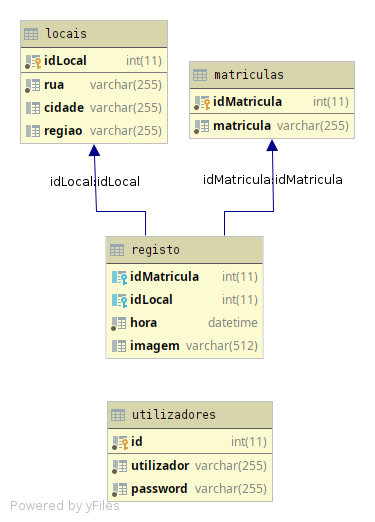 locais
idLocal int(11)
rua varchar(255)
cidade varchar(255)
regiao varchar(255)
matriculas
idMatricula int(11)
matricula varchar(255)
idLocal:idLocal
idMatricula:idMatricula
registo
idMatricula int(11)
idLocal int(11)
hora datetime
imagem varchar(512)
utilizadores
id int(11)
utilizador varchar(255)
password varchar(255)
Powered by yFiles